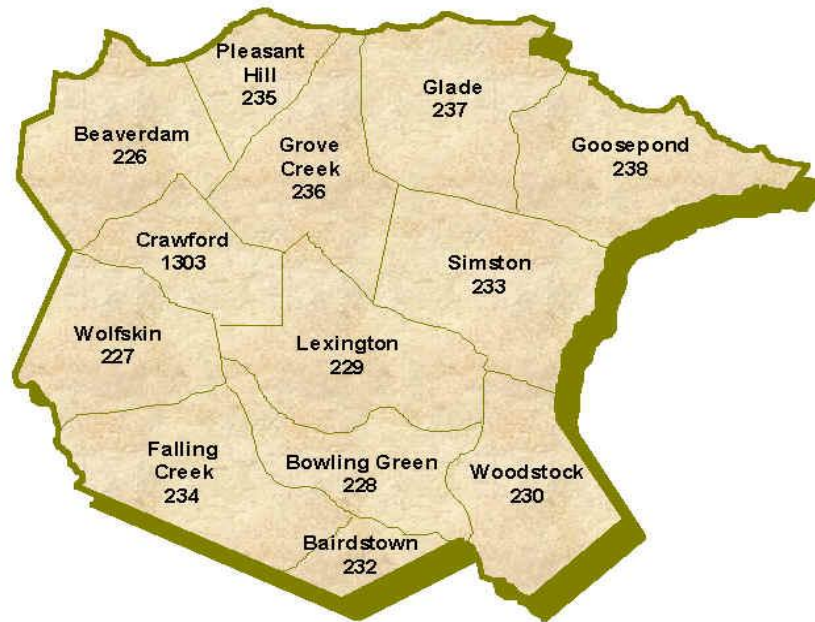 Pleasant
Hill
235
Glade
237
Beaverdam
226
Grove
Creek
236
Goosepond
238
Crawford
1303
Simston
233
Wolfskin
227
Lexington
229
Falling
Creek
234
Bowling Green
228
Woodstock
230
Bairdstown
232